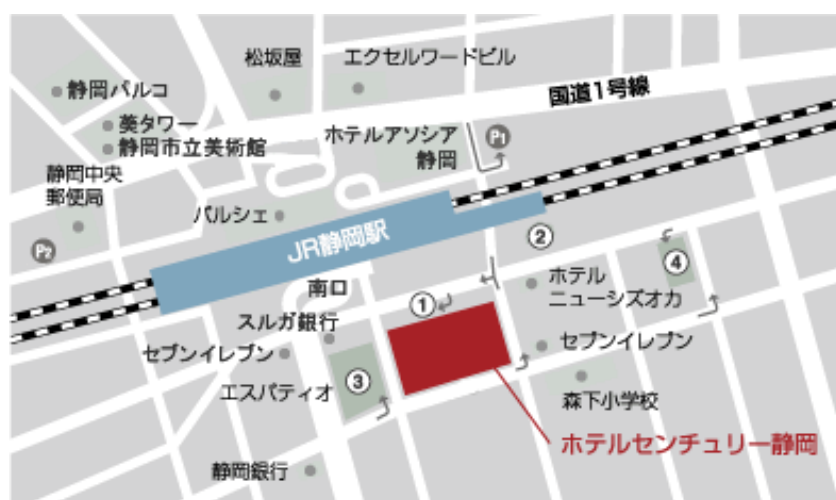 松坂屋
エクセルワードビル
国道1号線
静岡パルコ
葵タワー
静岡市立美術館
ホテルアソシア
静岡
P1
静岡中央
郵便局
パルシェ
P2
JR静岡駅
②
④
南口
①
ホテル
ニューシズオカ
スルガ銀行
セブンイレブン
セブンイレブン
エスパティオ
③
森下小学校
ホテルセンチュリー静岡
静岡銀行